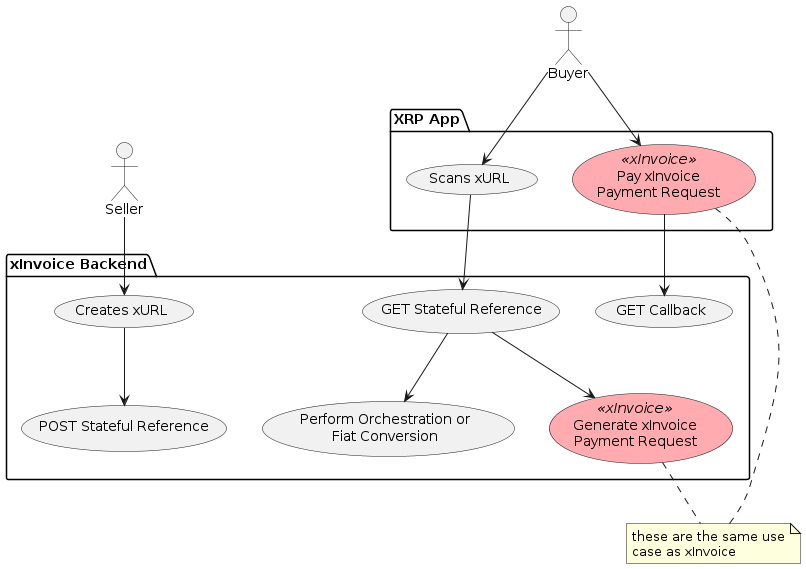 Buyer
XRP App
Scans xURL
«xInvoice»
Pay xInvoice
Payment Request
Seller
xInvoice Backend
Creates xURL
GET Stateful Reference
GET Callback
POST Stateful Reference
Perform Orchestration or
Fiat Conversion
«xInvoice»
Generate xInvoice
Payment Request
these are the same use
case as xInvoice